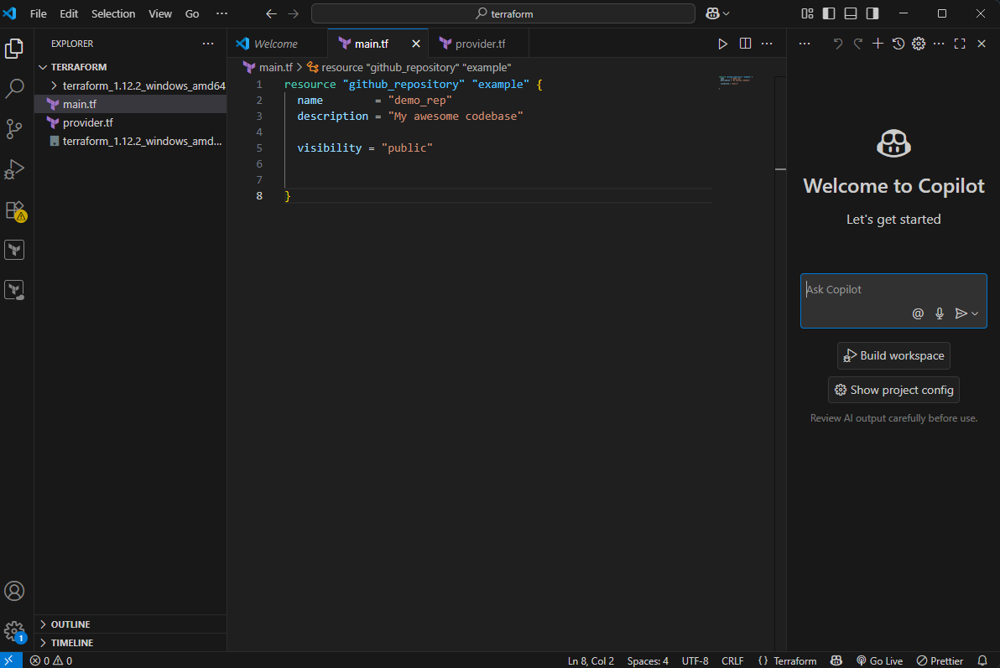 File Edit Selection View Go ··· terraform
EXPLORER ···
TERRAFORM
terraform_1.12.2_windows_amd64
main.tf
provider.tf
terraform_1.12.2_windows_amd...
OUTLINE
TIMELINE
Welcome main.tf provider.tf
main.tf > resource "github_repository" "example"
1 resource "github_repository" "example" {
2 name = "demo_rep"
3 description = "My awesome codebase"
4
5 visibility = "public"
6
7
8 }
Welcome to Copilot
Let's get started
Ask Copilot
@
Build workspace
Show project config
Review AI output carefully before use.
1
0 0 Ln 8, Col 2 Spaces: 4 UTF-8 CRLF {} Terraform Go Live Prettier